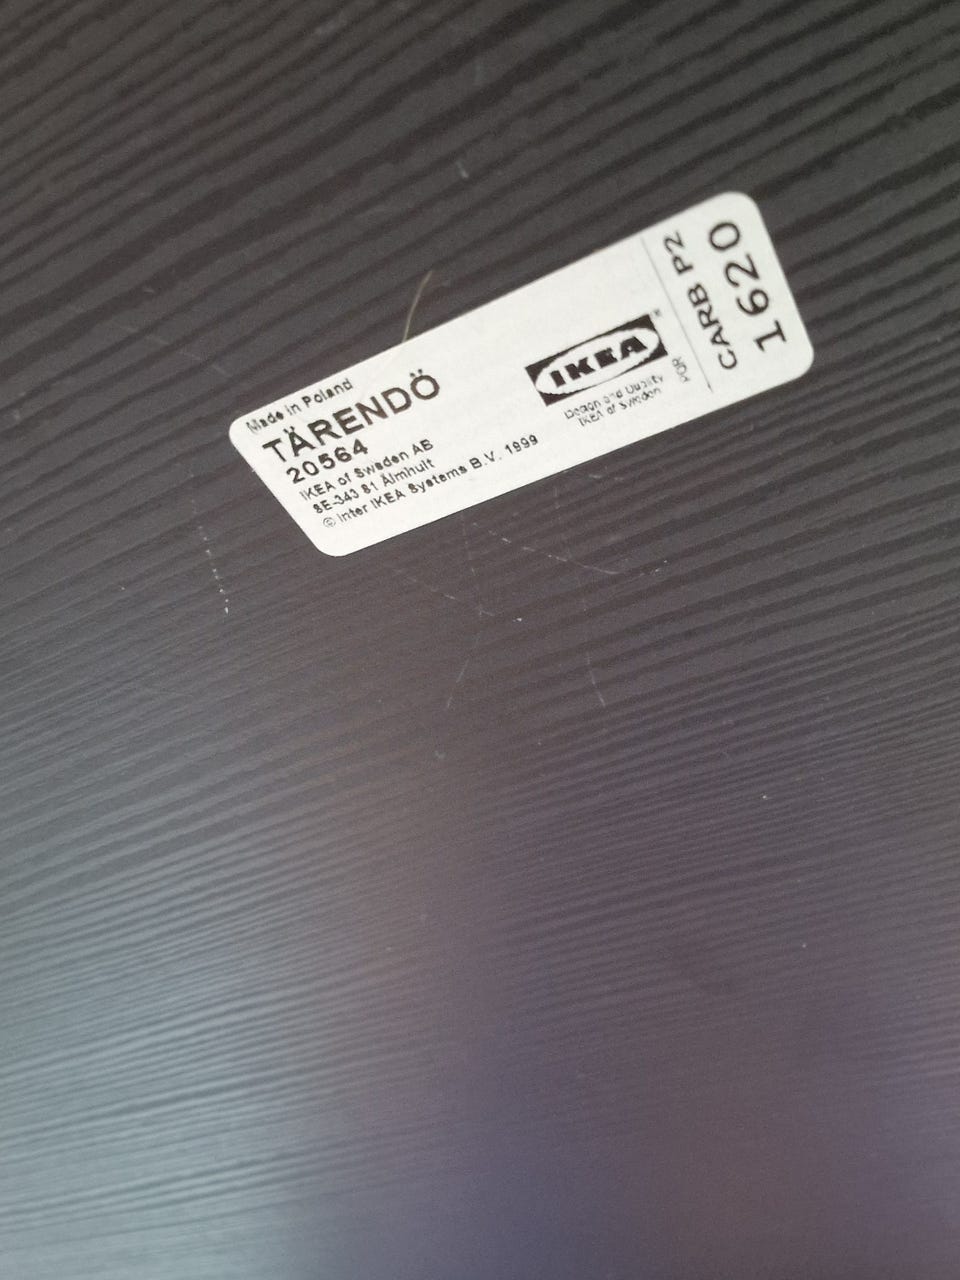 Made in Poland
TÄRENDÖ
20564
IKEA of Sweden AB
SE-343 81 Älmhult
© Inter IKEA Systems B.V. 1999
IKEA®
Design and Quality
IKEA of Sweden
CARB P2
1620